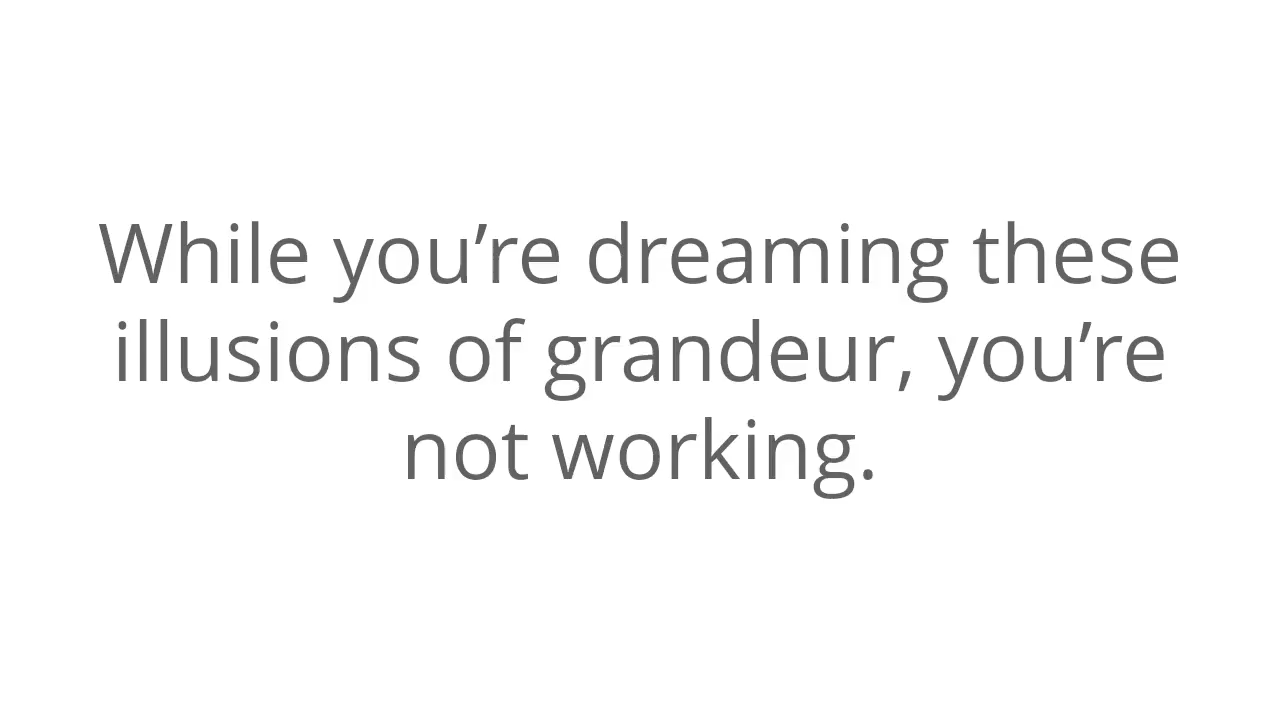 While you’re dreaming these
illusions of grandeur, you’re
not working.